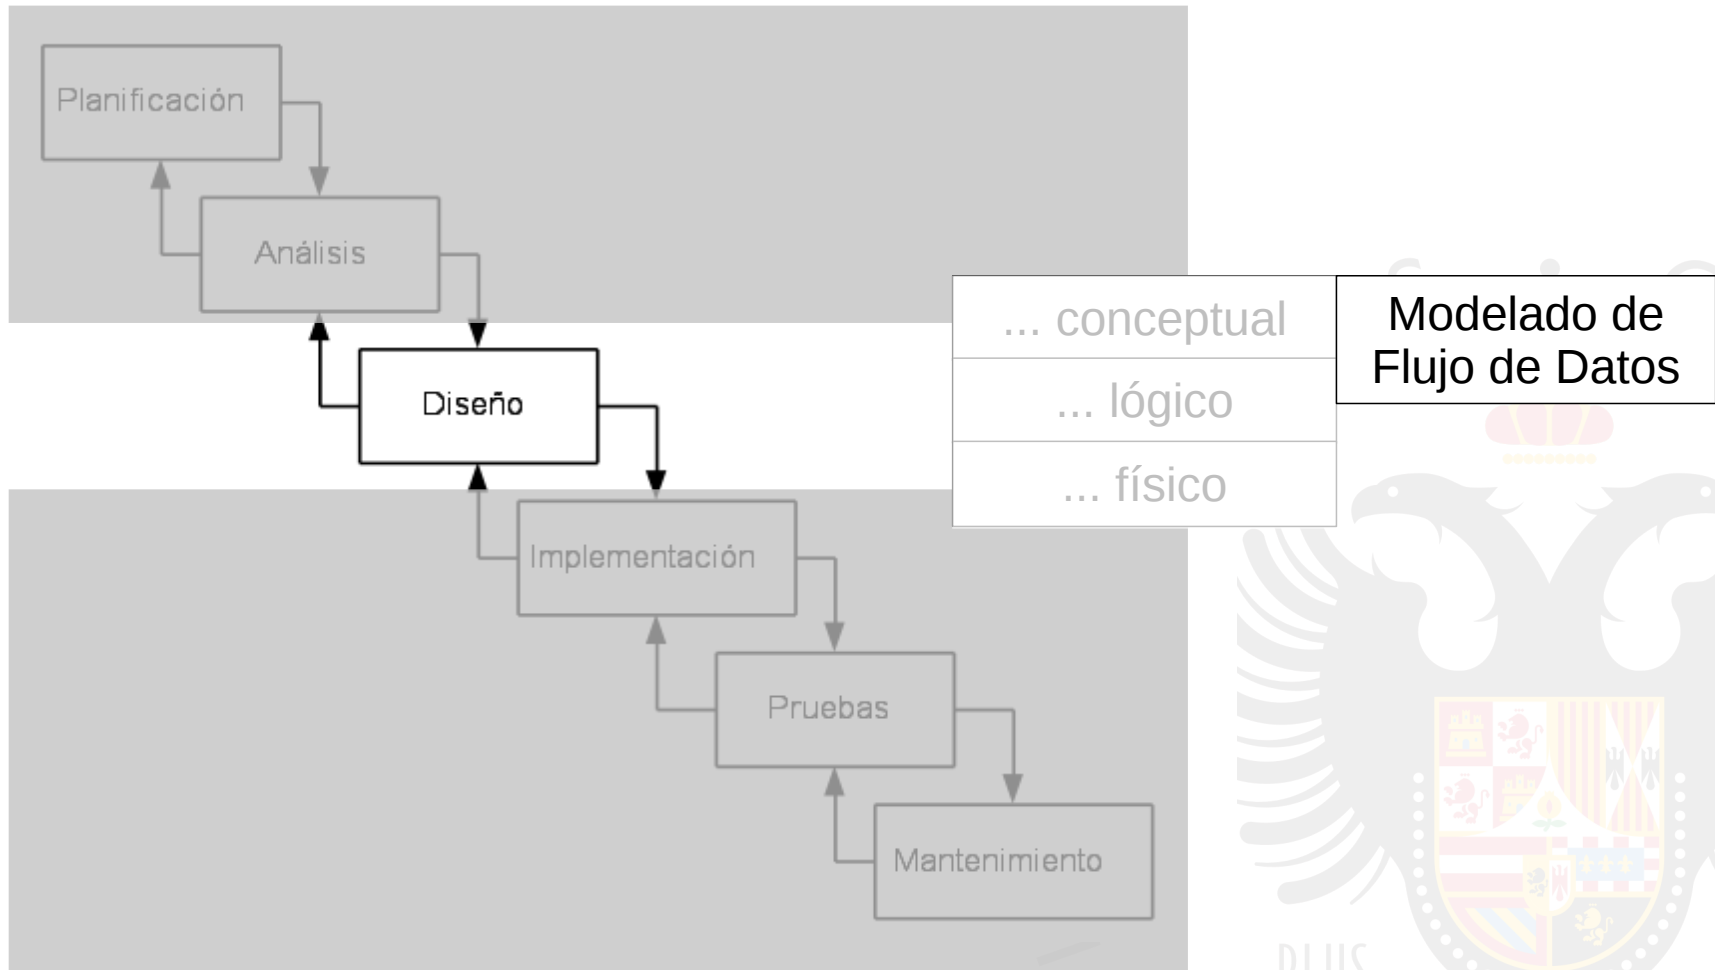 Planificación
Análisis
... conceptual
Modelado de
Flujo de Datos
Diseño
... lógico
... físico
Implementación
Pruebas
Mantenimiento